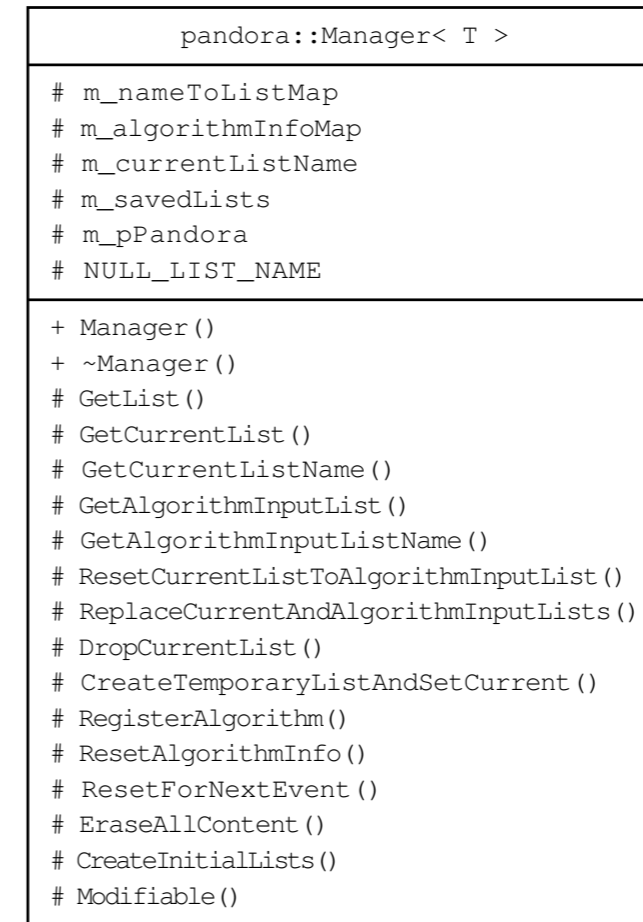 pandora::Manager< T >
# m_nameToListMap
# m_algorithmInfoMap
# m_currentListName
# m_savedLists
# m_pPandora
# NULL_LIST_NAME
+ Manager()
+ ~Manager()
# GetList()
# GetCurrentList()
# GetCurrentListName()
# GetAlgorithmInputList()
# GetAlgorithmInputListName()
# ResetCurrentListToAlgorithmInputList()
# ReplaceCurrentAndAlgorithmInputLists()
# DropCurrentList()
# CreateTemporaryListAndSetCurrent()
# RegisterAlgorithm()
# ResetAlgorithmInfo()
# ResetForNextEvent()
# EraseAllContent()
# CreateInitialLists()
# Modifiable()